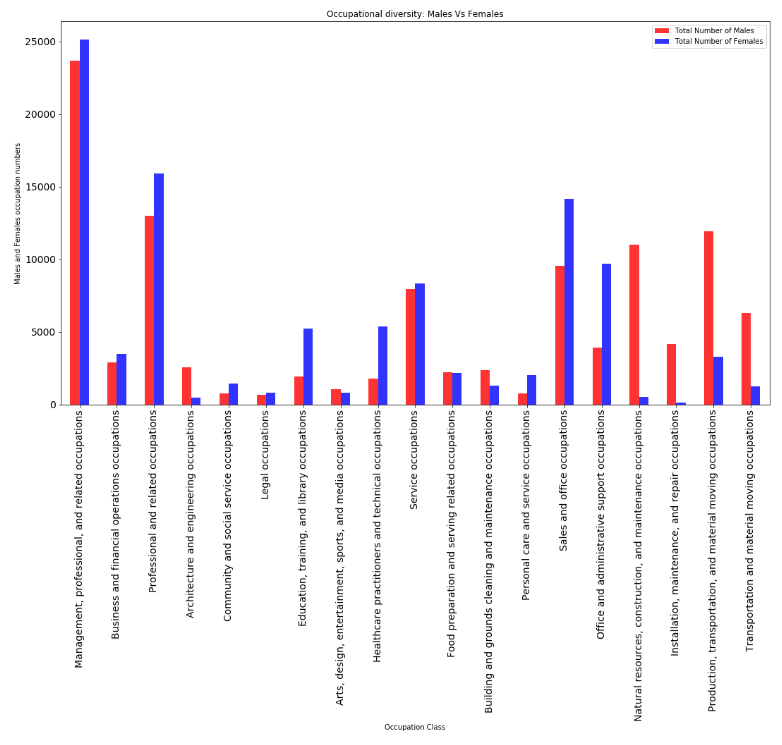 Occupational diversity: Males Vs Females
Total Number of Males
Total Number of Females
25000
20000
15000
10000
5000
0
Males and Females occupation numbers
Management, professional, and related occupations
Business and financial operations occupations
Professional and related occupations
Architecture and engineering occupations
Community and social service occupations
Legal occupations
Education, training, and library occupations
Arts, design, entertainment, sports, and media occupations
Healthcare practitioners and technical occupations
Service occupations
Food preparation and serving related occupations
Building and grounds cleaning and maintenance occupations
Personal care and service occupations
Sales and office occupations
Office and administrative support occupations
Natural resources, construction, and maintenance occupations
Installation, maintenance, and repair occupations
Production, transportation, and material moving occupations
Transportation and material moving occupations
Occupation Class